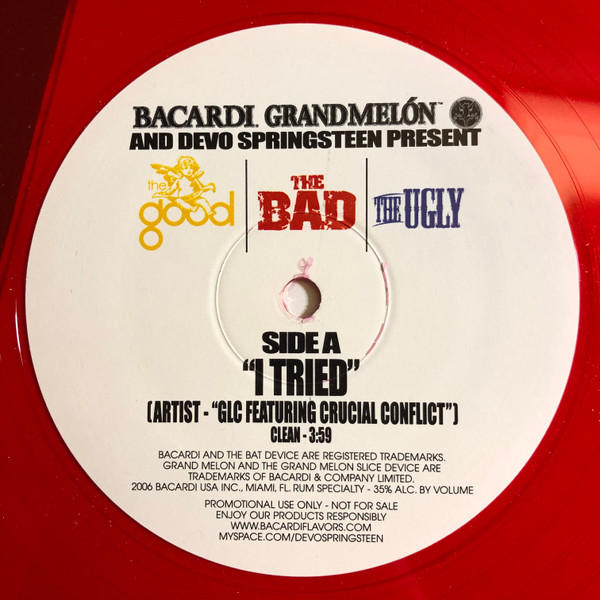 BACARDI. GRANDMELÓN™
AND DEVO SPRINGSTEEN PRESENT
the good
THE BAD
THE UGLY
SIDE A
"I TRIED"
(ARTIST - "GLC FEATURING CRUCIAL CONFLICT")
CLEAN - 3:59
BACARDI AND THE BAT DEVICE ARE REGISTERED TRADEMARKS.
GRAND MELON AND THE GRAND MELON SLICE DEVICE ARE
TRADEMARKS OF BACARDI & COMPANY LIMITED.
2006 BACARDI USA INC., MIAMI, FL. RUM SPECIALTY - 35% ALC. BY VOLUME
PROMOTIONAL USE ONLY - NOT FOR SALE
ENJOY OUR PRODUCTS RESPONSIBLY
WWW.BACARDIFLAVORS.COM
MYSPACE.COM/DEVOSPRINGSTEEN